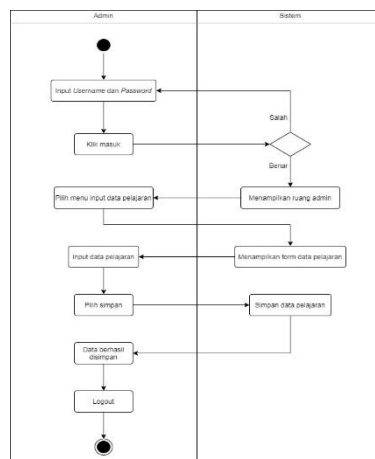 Admin
Sistem
Input Username dan Password
Salah
Klik masuk
Benar
Pilih menu input data pelajaran
Menampilkan ruang admin
Input data pelajaran
Menampilkan form data pelajaran
Pilih simpan
Simpan data pelajaran
Data berhasil
disimpan
Logout